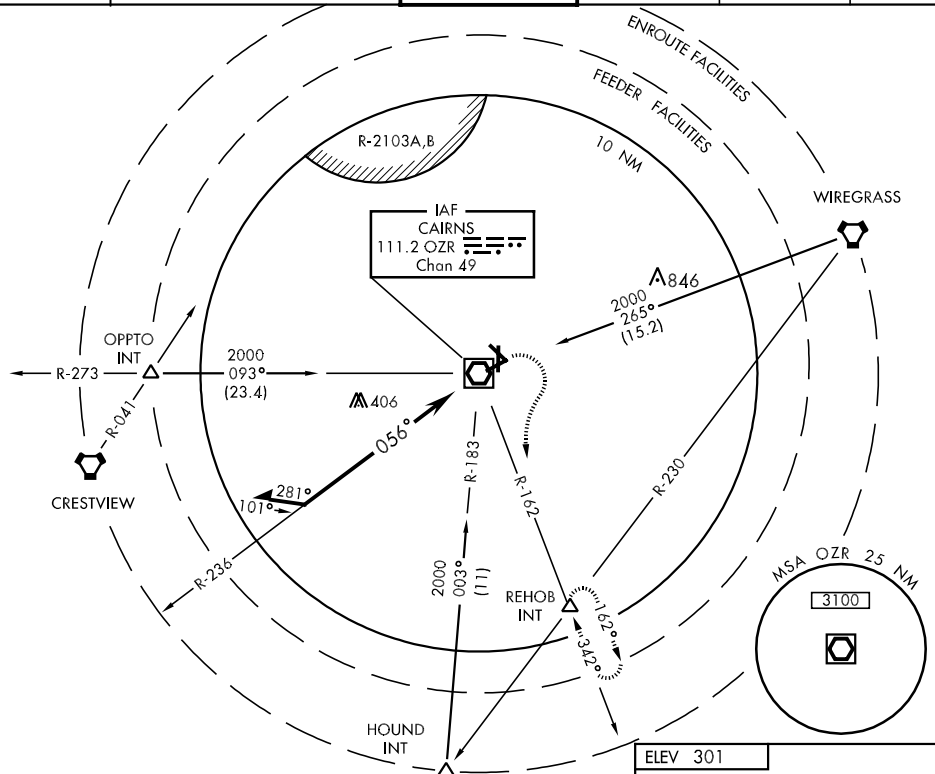 ENROUTE FACILITIES
FEEDER FACILITIES
10 NM
R-2103A,B
IAF
CAIRNS
111.2 OZR
Chan 49
WIREGRASS
846
2000
265°
(15.2)
OPPTO
INT
R-273
2000
093°
(23.4)
R-041
406
056°
CRESTVIEW
281°
101°
R-236
R-183
R-162
R-230
2000
003°
(11)
REHOB
INT
162°
342°
HOUND
INT
MSA OZR 25 NM
3100
ELEV 301